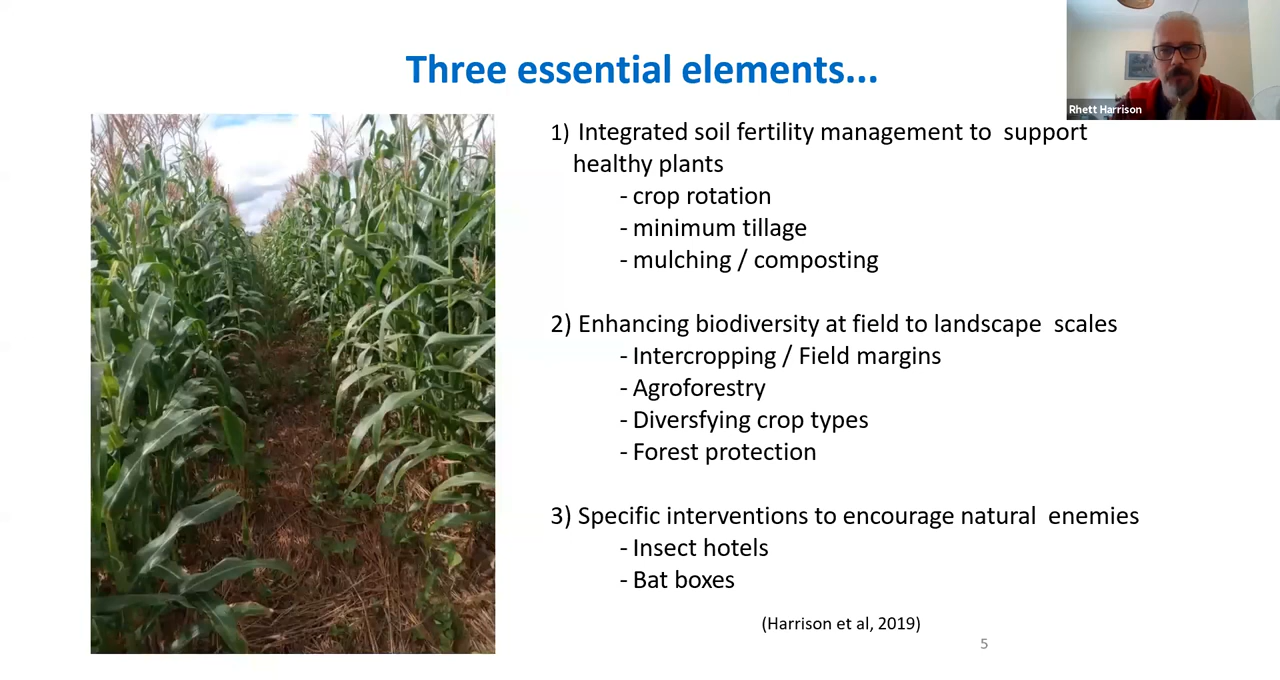 Three essential elements...
Rhett Harrison
1) Integrated soil fertility management to support
healthy plants
- crop rotation
- minimum tillage
- mulching / composting
2) Enhancing biodiversity at field to landscape scales
- Intercropping / Field margins
- Agroforestry
- Diversfying crop types
- Forest protection
3) Specific interventions to encourage natural enemies
- Insect hotels
- Bat boxes
(Harrison et al, 2019)
5